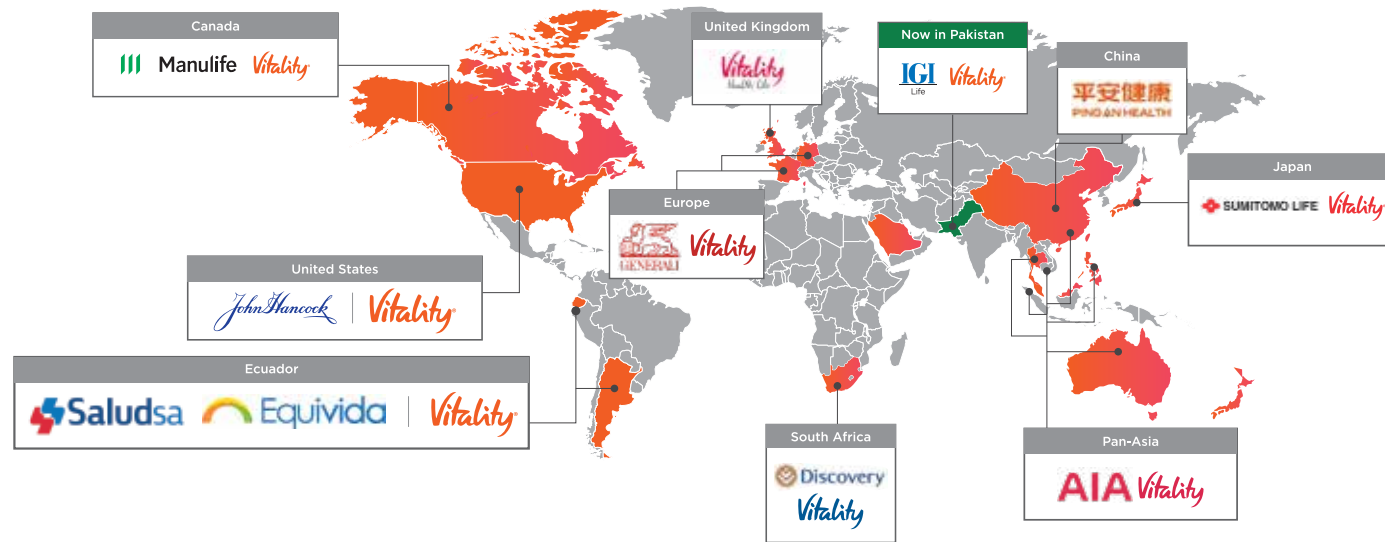 Canada
Manulife Vitality
United Kingdom
Vitality
Health Life
Now in Pakistan
IGI
Life
Vitality
China
平安健康
PING AN HEALTH
Japan
SUMITOMO LIFE Vitality
Europe
GENERALI
Vitality
United States
John Hancock Vitality
Ecuador
Saludsa Equivida Vitality
South Africa
Discovery
Vitality
Pan-Asia
AIA Vitality